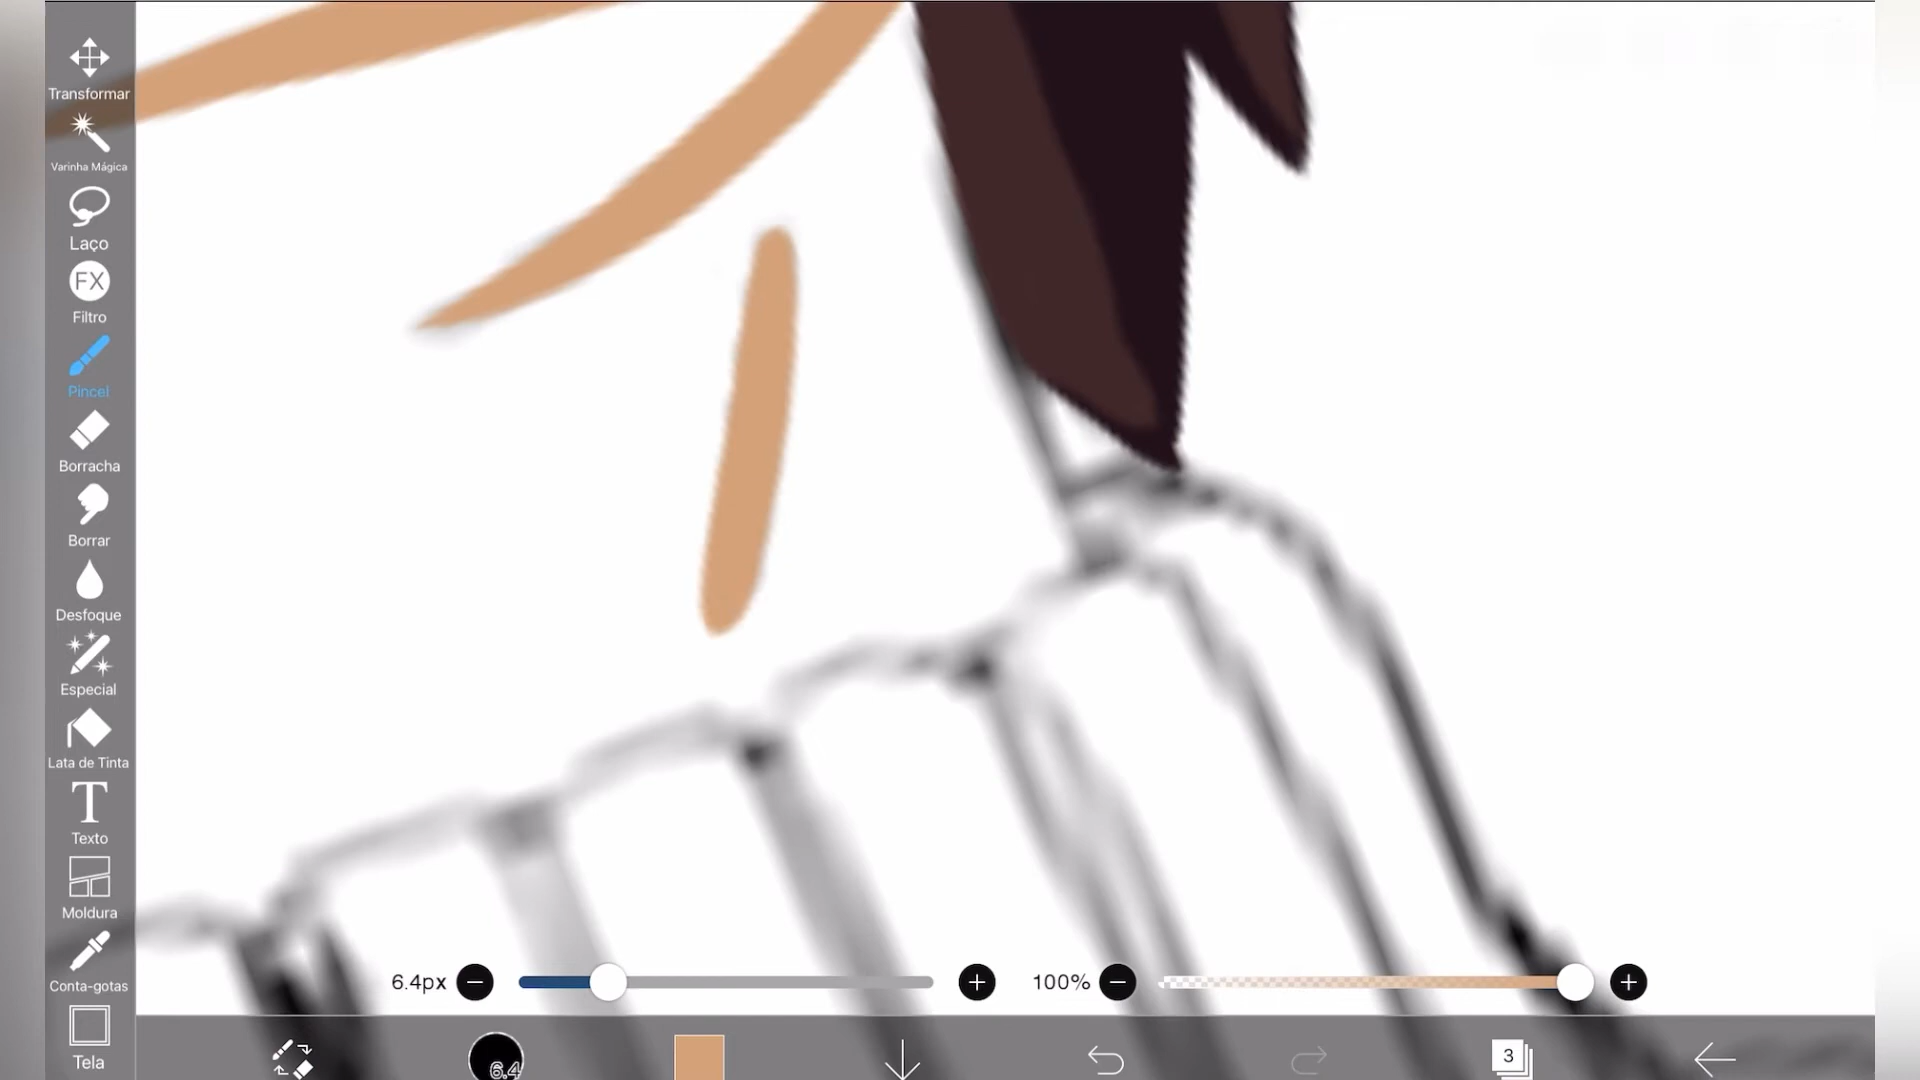 Transformar
Varinha Mágica
Laço
FX
Filtro
Pincel
Borracha
Borrar
Desfoque
Especial
Lata de Tinta
T
Texto
Moldura
Conta-gotas
Tela
6.4px
100%
6.4
3